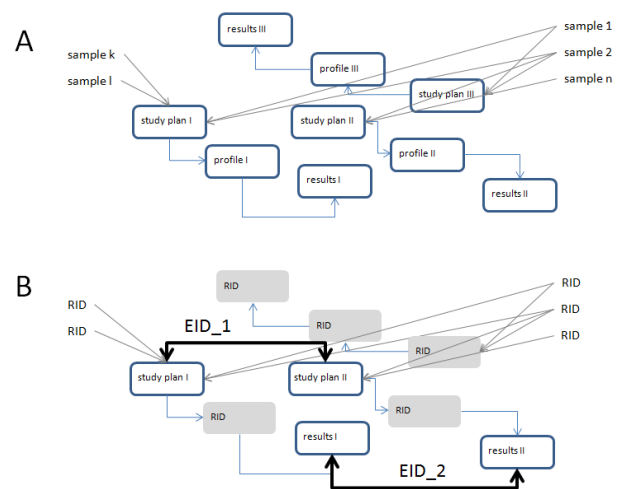 A
results III
sample 1
sample k
profile III
sample 2
sample l
study plan III
sample n
study plan I
study plan II
profile I
profile II
results I
results II
B
RID
RID
RID
EID_1
RID
RID
RID
RID
RID
study plan I
study plan II
RID
RID
results I
results II
EID_2